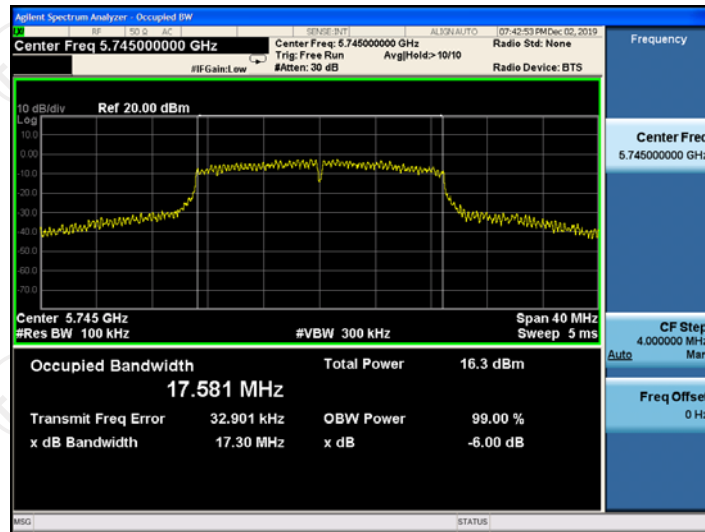 Agilent Spectrum Analyzer - Occupied BW
RF 50 Ω AC SENSE:INT ALIGN AUTO 07:42:53 PM Dec 02, 2019
Center Freq 5.745000000 GHz
Center Freq: 5.745000000 GHz
Radio Std: None
Trig: Free Run Avg|Hold:>10/10
#IFGain:Low
#Atten: 30 dB
Radio Device: BTS
10 dB/div Ref 20.00 dBm
Log
10.0
0.00
-10.0
-20.0
-30.0
-40.0
-50.0
-60.0
-70.0
Center 5.745 GHz
Span 40 MHz
#Res BW 100 kHz
#VBW 300 kHz
Sweep 5 ms
Occupied Bandwidth
17.581 MHz
Total Power 16.3 dBm
Transmit Freq Error 32.901 kHz
OBW Power 99.00 %
x dB Bandwidth 17.30 MHz
x dB -6.00 dB
Frequency
Center Freq
5.745000000 GHz
CF Step
4.000000 MHz
Auto Man
Freq Offset
0 Hz
MSG
STATUS